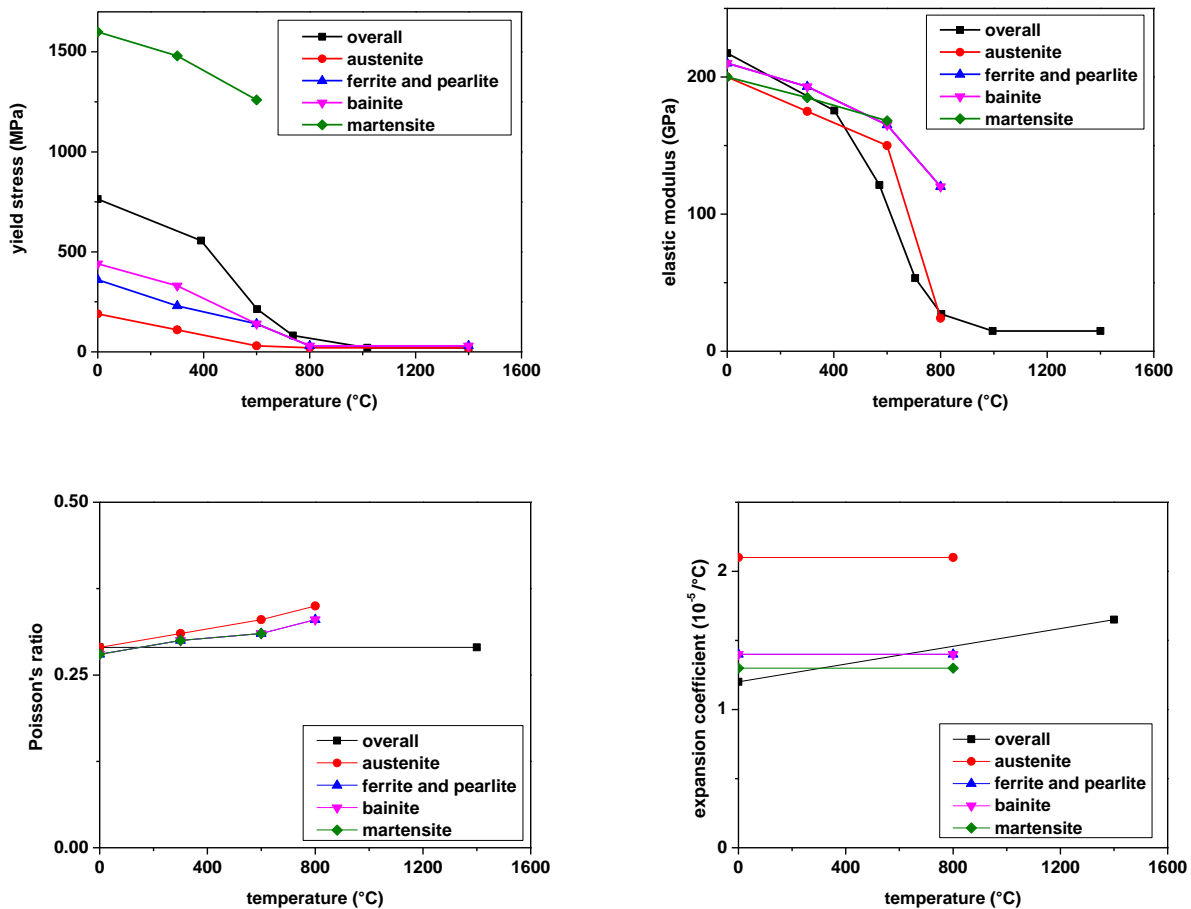 yield stress (MPa)
1500
1000
500
0
0
400
800
1200
1600
temperature (°C)
overall
austenite
ferrite and pearlite
bainite
martensite
elastic modulus (GPa)
200
100
0
0
400
800
1200
1600
temperature (°C)
overall
austenite
ferrite and pearlite
bainite
martensite
Poisson's ratio
0.50
0.25
0.00
0
400
800
1200
1600
temperature (°C)
overall
austenite
ferrite and pearlite
bainite
martensite
expansion coefficient (10⁻⁵/°C)
2
1
0
0
400
800
1200
1600
temperature (°C)
overall
austenite
ferrite and pearlite
bainite
martensite